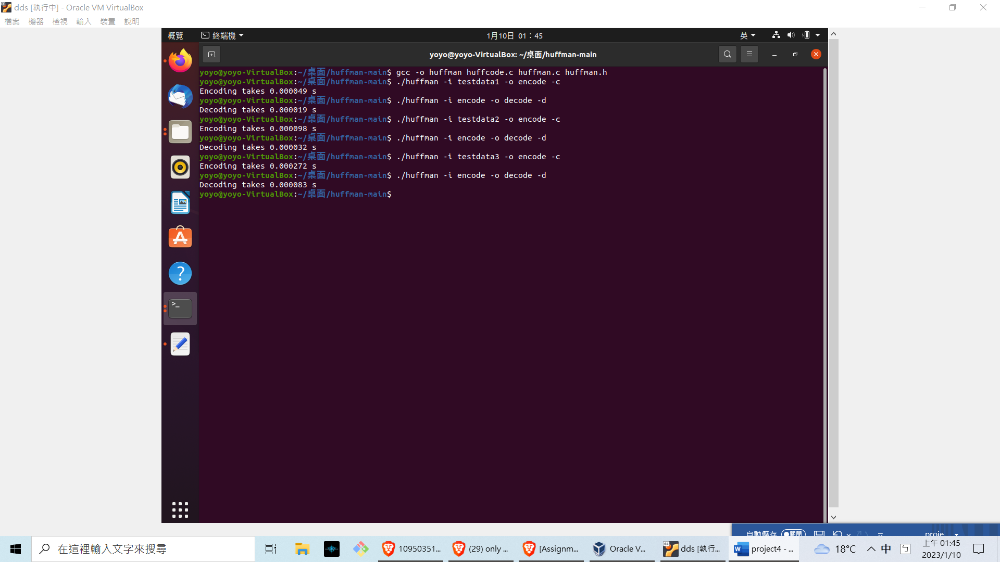 dds [執行中] - Oracle VM VirtualBox
檔案 機器 檢視 輸入 裝置 說明
概覽 終端機 1月10日 01：45 英
yoyo@yoyo-VirtualBox: ~/桌面/huffman-main
yoyo@yoyo-VirtualBox:~/桌面/huffman-main$ gcc -o huffman huffcode.c huffman.c huffman.h
yoyo@yoyo-VirtualBox:~/桌面/huffman-main$ ./huffman -i testdata1 -o encode -c
Encoding takes 0.000049 s
yoyo@yoyo-VirtualBox:~/桌面/huffman-main$ ./huffman -i encode -o decode -d
Decoding takes 0.000019 s
yoyo@yoyo-VirtualBox:~/桌面/huffman-main$ ./huffman -i testdata2 -o encode -c
Encoding takes 0.000098 s
yoyo@yoyo-VirtualBox:~/桌面/huffman-main$ ./huffman -i encode -o decode -d
Decoding takes 0.000032 s
yoyo@yoyo-VirtualBox:~/桌面/huffman-main$ ./huffman -i testdata3 -o encode -c
Encoding takes 0.000272 s
yoyo@yoyo-VirtualBox:~/桌面/huffman-main$ ./huffman -i encode -o decode -d
Decoding takes 0.000083 s
yoyo@yoyo-VirtualBox:~/桌面/huffman-main$
自動儲存 關閉 proje...
在這裡輸入文字來搜尋
10950351... (29) only ... [Assignm... Oracle V... dds [執行... project4 - ... 18°C 中 ㄅ
上午 01:45
2023/1/10